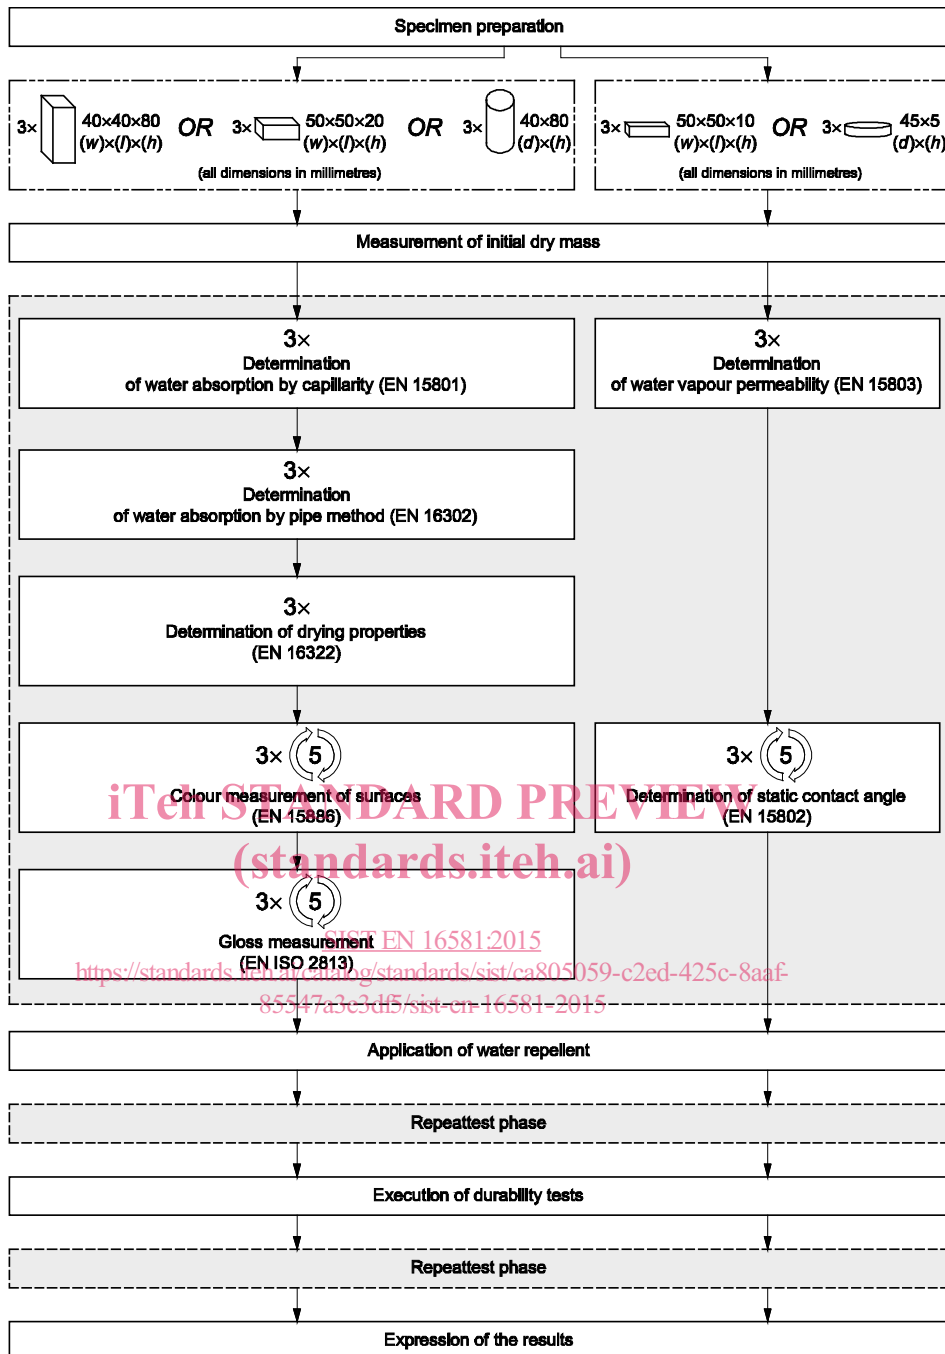 Specimen preparation
3× 40×40×80 OR 3× 50×50×20 OR 3× 40×80
(w)×(l)×(h) (w)×(l)×(h) (d)×(h)
(all dimensions in millimetres)
3× 50×50×10 OR 3× 45×5
(w)×(l)×(h) (d)×(h)
(all dimensions in millimetres)
Measurement of initial dry mass
3×
Determination
of water absorption by capillarity (EN 15801)
3×
Determination
of water vapour permeability (EN 15803)
3×
Determination
of water absorption by pipe method (EN 16302)
3×
Determination of drying properties
(EN 16322)
3× 5
Colour measurement of surfaces
(EN 15886)
3× 5
Determination of static contact angle
(EN 15802)
iTeh STANDARD PREVIEW
(standards.iteh.ai)
3× 5
Gloss measurement
(EN ISO 2813)
SIST EN 16581:2015
https://standards.iteh.ai/catalog/standards/sist/ca805059-c2ed-425c-8aaf-
85547a3c3df5/sist-en-16581-2015
Application of water repellent
Repeattest phase
Execution of durability tests
Repeattest phase
Expression of the results